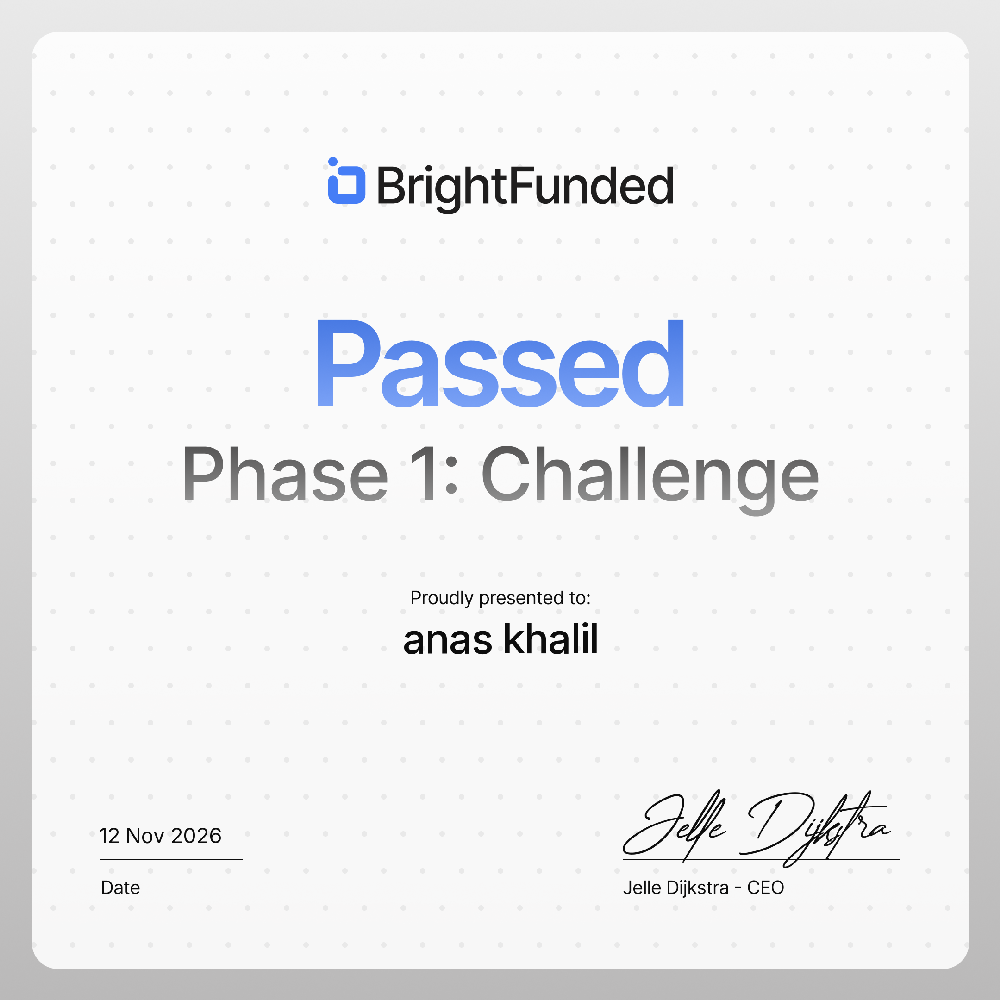 BrightFunded
Passed
Phase 1: Challenge
Proudly presented to:
anas khalil
12 Nov 2026
Date
Jelle Dijkstra
Jelle Dijkstra - CEO